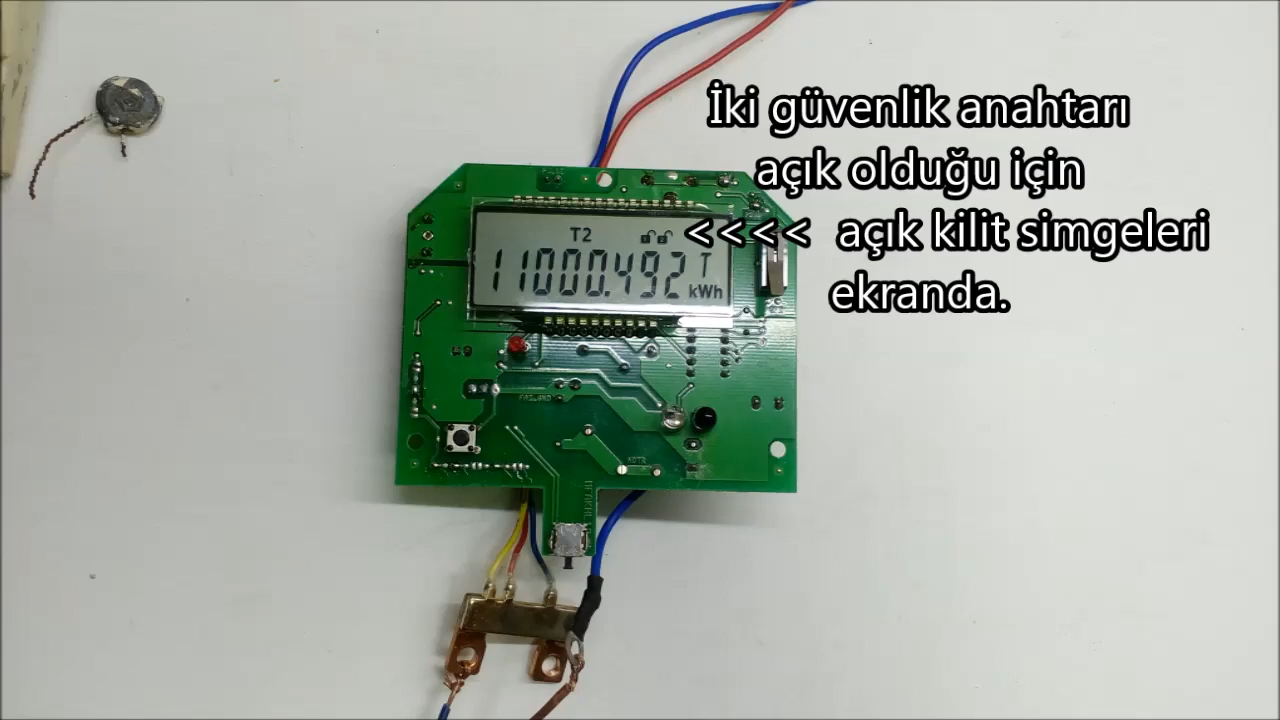 İki güvenlik anahtarı
açık olduğu için
<<<< açık kilit simgeleri
ekranda.
T2
11000.492 T
kWh